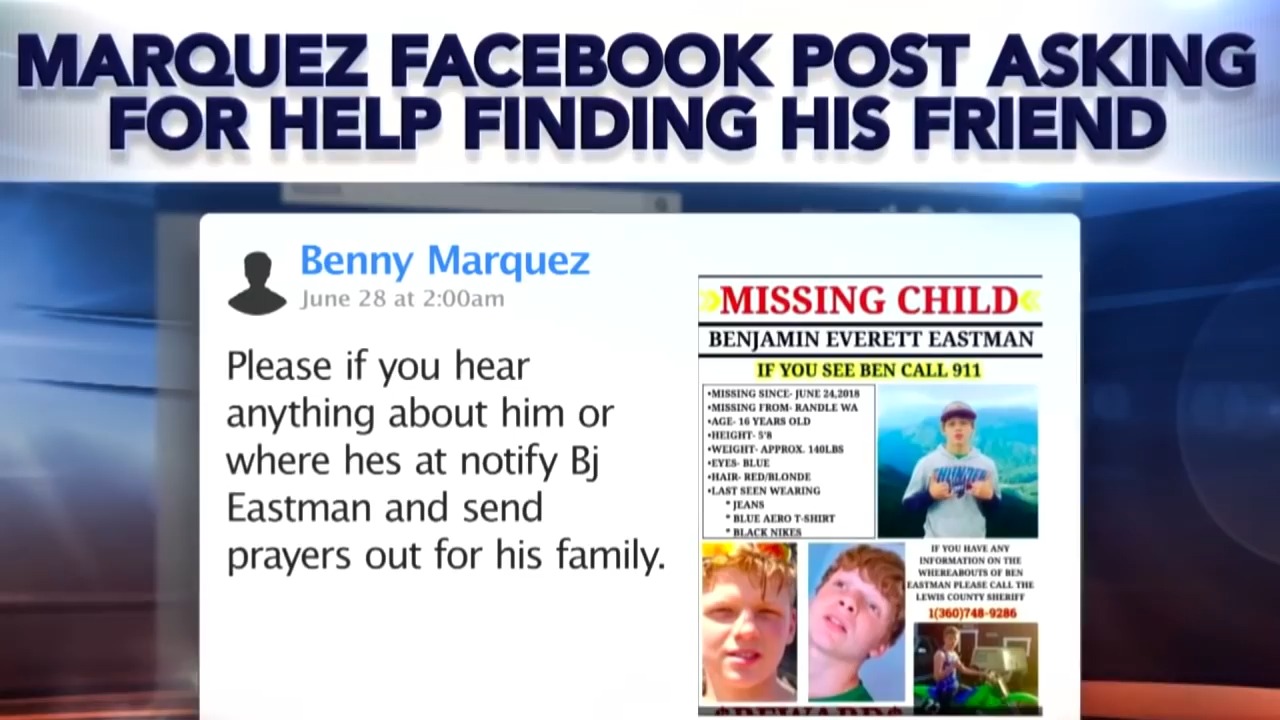 MARQUEZ FACEBOOK POST ASKING
FOR HELP FINDING HIS FRIEND
Benny Marquez
June 28 at 2:00am
Please if you hear
anything about him or
where hes at notify Bj
Eastman and send
prayers out for his family.
MISSING CHILD
BENJAMIN EVERETT EASTMAN
IF YOU SEE BEN CALL 911
•MISSING SINCE- JUNE 24,2018
•MISSING FROM- RANDLE WA
•AGE- 16 YEARS OLD
•HEIGHT- 5'8
•WEIGHT- APPROX. 140LBS
•EYES- BLUE
•HAIR- RED/BLONDE
•LAST SEEN WEARING
* JEANS
* BLUE AERO T-SHIRT
* BLACK NIKES
THUNDER
IF YOU HAVE ANY
INFORMATION ON THE
WHEREABOUTS OF BEN
EASTMAN PLEASE CALL THE
LEWIS COUNTY SHERIFF
1(360)748-9286